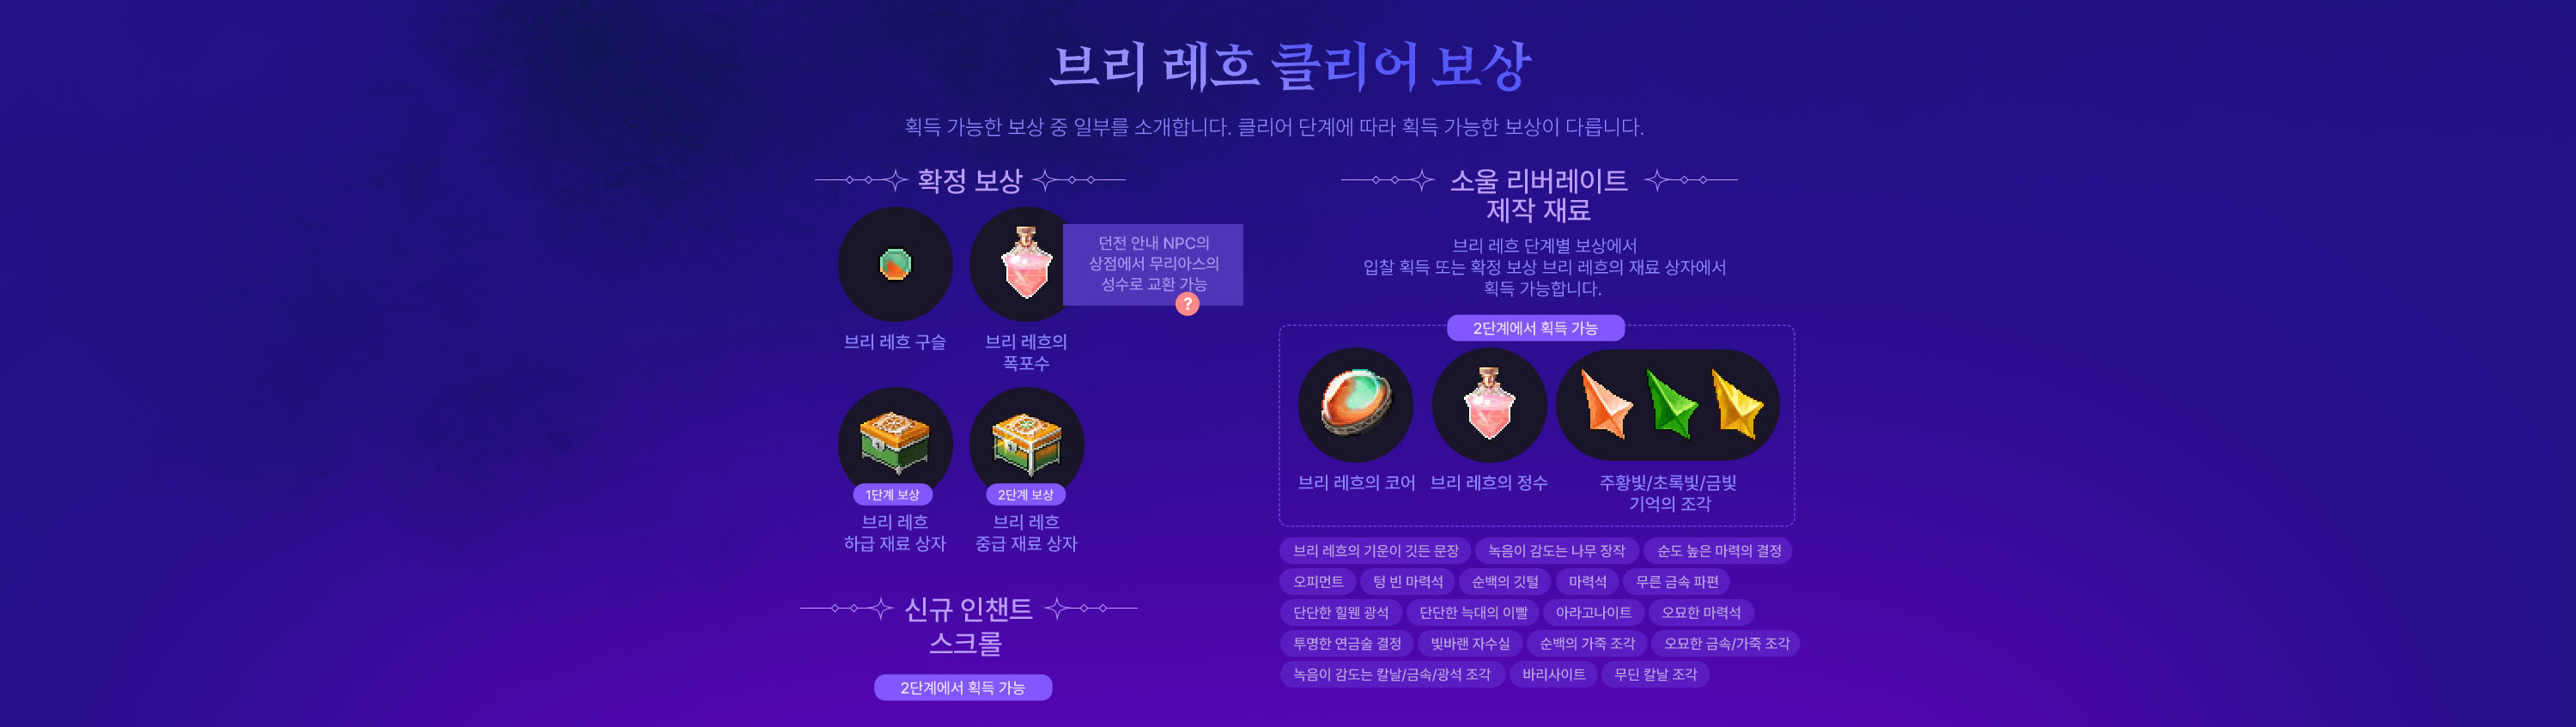 브리 레흐 클리어 보상
획득 가능한 보상 중 일부를 소개합니다. 클리어 단계에 따라 획득 가능한 보상이 다릅니다.
확정 보상
던전 안내 NPC의
상점에서 무리아스의
성수로 교환 가능
?
브리 레흐 구슬
브리 레흐의
폭포수
1단계 보상
2단계 보상
브리 레흐
하급 재료 상자
브리 레흐
중급 재료 상자
신규 인챈트
스크롤
2단계에서 획득 가능
소울 리버레이트
제작 재료
브리 레흐 단계별 보상에서
입찰 획득 또는 확정 보상 브리 레흐의 재료 상자에서
획득 가능합니다.
2단계에서 획득 가능
브리 레흐의 코어
브리 레흐의 정수
주황빛/초록빛/금빛
기억의 조각
브리 레흐의 기운이 깃든 문장 녹음이 감도는 나무 장작 순도 높은 마력의 결정
오피먼트 텅 빈 마력석 순백의 깃털 마력석 무른 금속 파편
단단한 힐웬 광석 단단한 늑대의 이빨 아라고나이트 오묘한 마력석
투명한 연금술 결정 빛바랜 자수실 순백의 가죽 조각 오묘한 금속/가죽 조각
녹음이 감도는 칼날/금속/광석 조각 바리사이트 무딘 칼날 조각